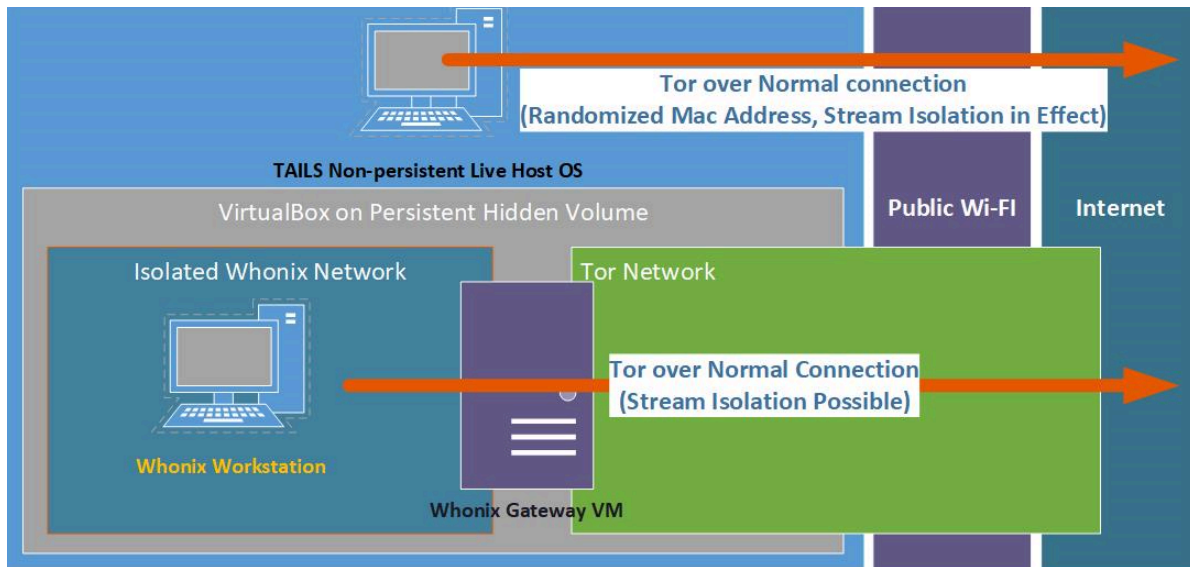 Tor over Normal connection
(Randomized Mac Address, Stream Isolation in Effect)
TAILS Non-persistent Live Host OS
VirtualBox on Persistent Hidden Volume
Public Wi-FI
Internet
Isolated Whonix Network
Tor Network
Tor over Normal Connection
(Stream Isolation Possible)
Whonix Workstation
Whonix Gateway VM